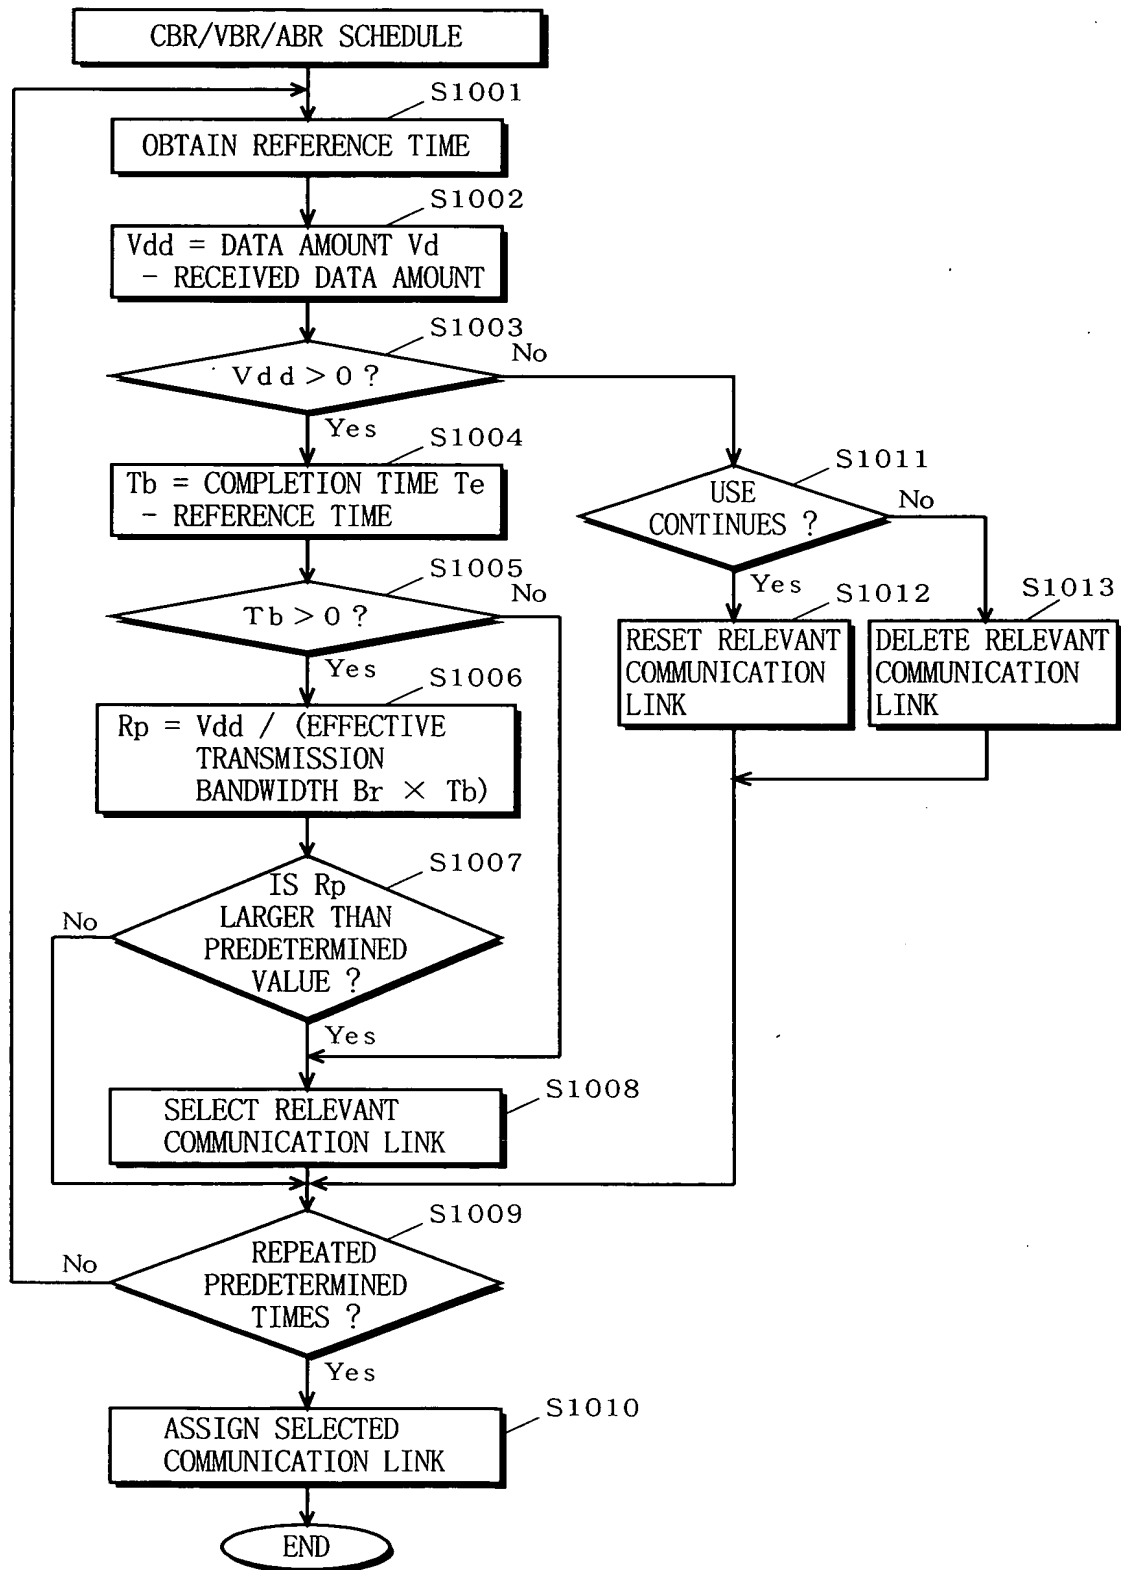 CBR/VBR/ABR SCHEDULE
S1001
OBTAIN REFERENCE TIME
S1002
Vdd = DATA AMOUNT Vd
- RECEIVED DATA AMOUNT
S1003
Vdd > 0 ?
No
Yes
S1004
Tb = COMPLETION TIME Te
- REFERENCE TIME
S1005
Tb > 0 ?
No
Yes
S1006
Rp = Vdd / (EFFECTIVE
TRANSMISSION
BANDWIDTH Br × Tb)
S1007
IS Rp
LARGER THAN
PREDETERMINED
VALUE ?
No
Yes
S1008
SELECT RELEVANT
COMMUNICATION LINK
S1009
REPEATED
PREDETERMINED
TIMES ?
No
Yes
S1010
ASSIGN SELECTED
COMMUNICATION LINK
END
S1011
USE
CONTINUES ?
No
Yes
S1012
RESET RELEVANT
COMMUNICATION
LINK
S1013
DELETE RELEVANT
COMMUNICATION
LINK